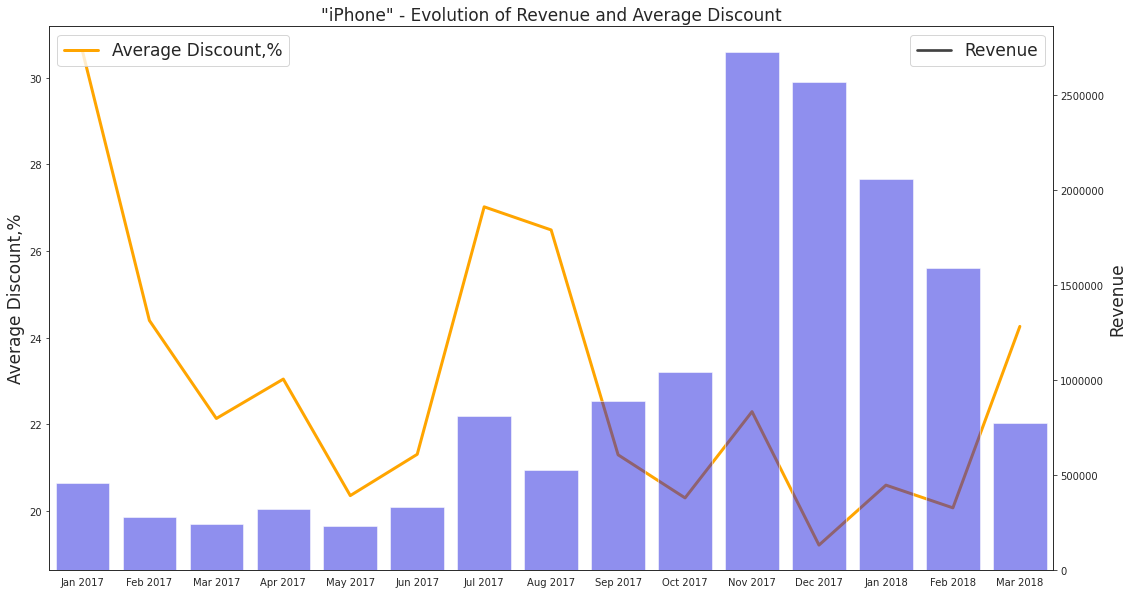 "iPhone" - Evolution of Revenue and Average Discount
Average Discount,%
Revenue
Average Discount,%
30
28
26
24
22
20
2500000
2000000
1500000
1000000
500000
0
Revenue
Jan 2017 Feb 2017 Mar 2017 Apr 2017 May 2017 Jun 2017 Jul 2017 Aug 2017 Sep 2017 Oct 2017 Nov 2017 Dec 2017 Jan 2018 Feb 2018 Mar 2018